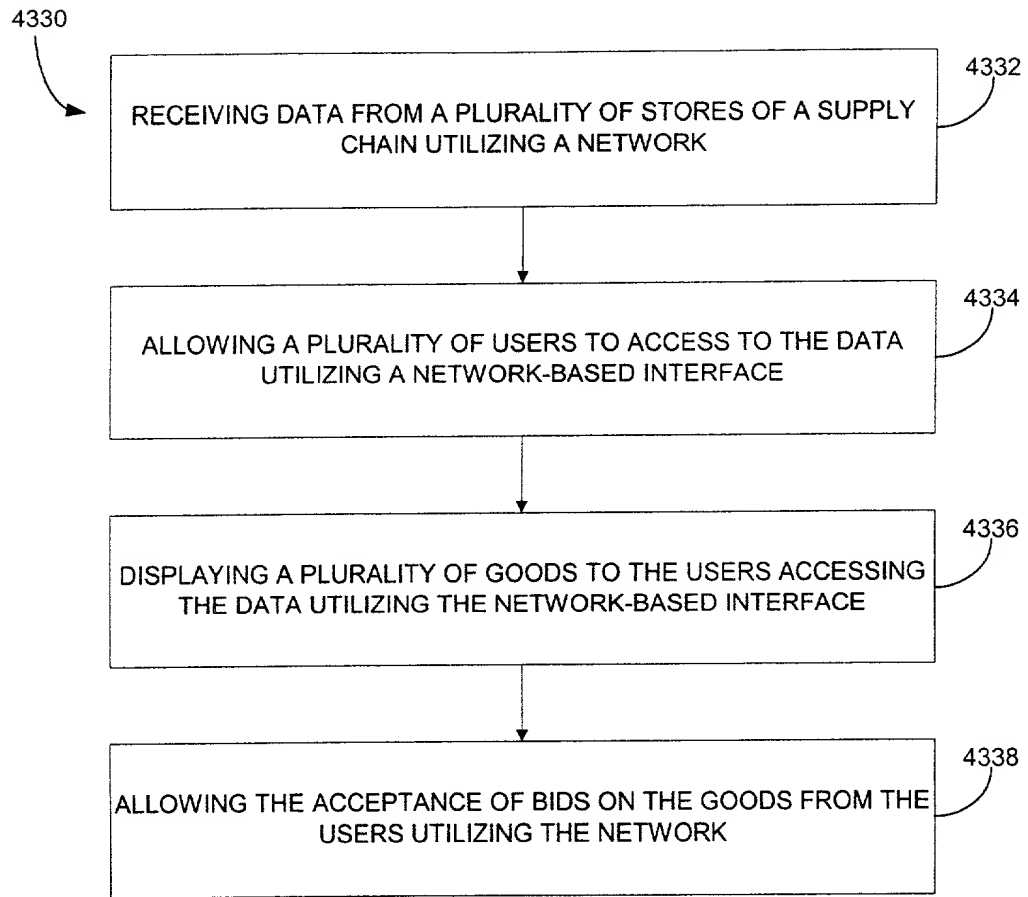 4330
4332
RECEIVING DATA FROM A PLURALITY OF STORES OF A SUPPLY
CHAIN UTILIZING A NETWORK
4334
ALLOWING A PLURALITY OF USERS TO ACCESS TO THE DATA
UTILIZING A NETWORK-BASED INTERFACE
4336
DISPLAYING A PLURALITY OF GOODS TO THE USERS ACCESSING
THE DATA UTILIZING THE NETWORK-BASED INTERFACE
4338
ALLOWING THE ACCEPTANCE OF BIDS ON THE GOODS FROM THE
USERS UTILIZING THE NETWORK